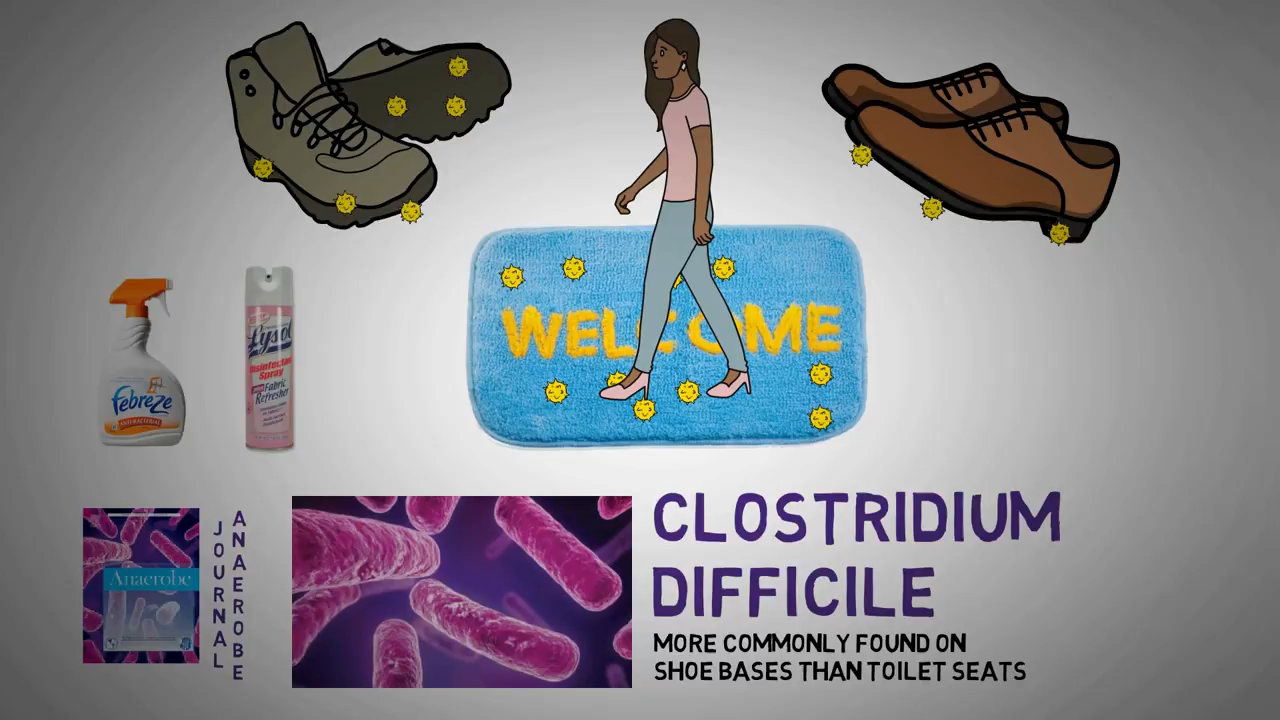 WELCOME
febreze
ANTIBACTERIAL
Lysol
Disinfectant
Spray
Fabric
Refresher
Anaerobe
JOURNAL
ANAEROBE
CLOSTRIDIUM
DIFFICILE
MORE COMMONLY FOUND ON
SHOE BASES THAN TOILET SEATS